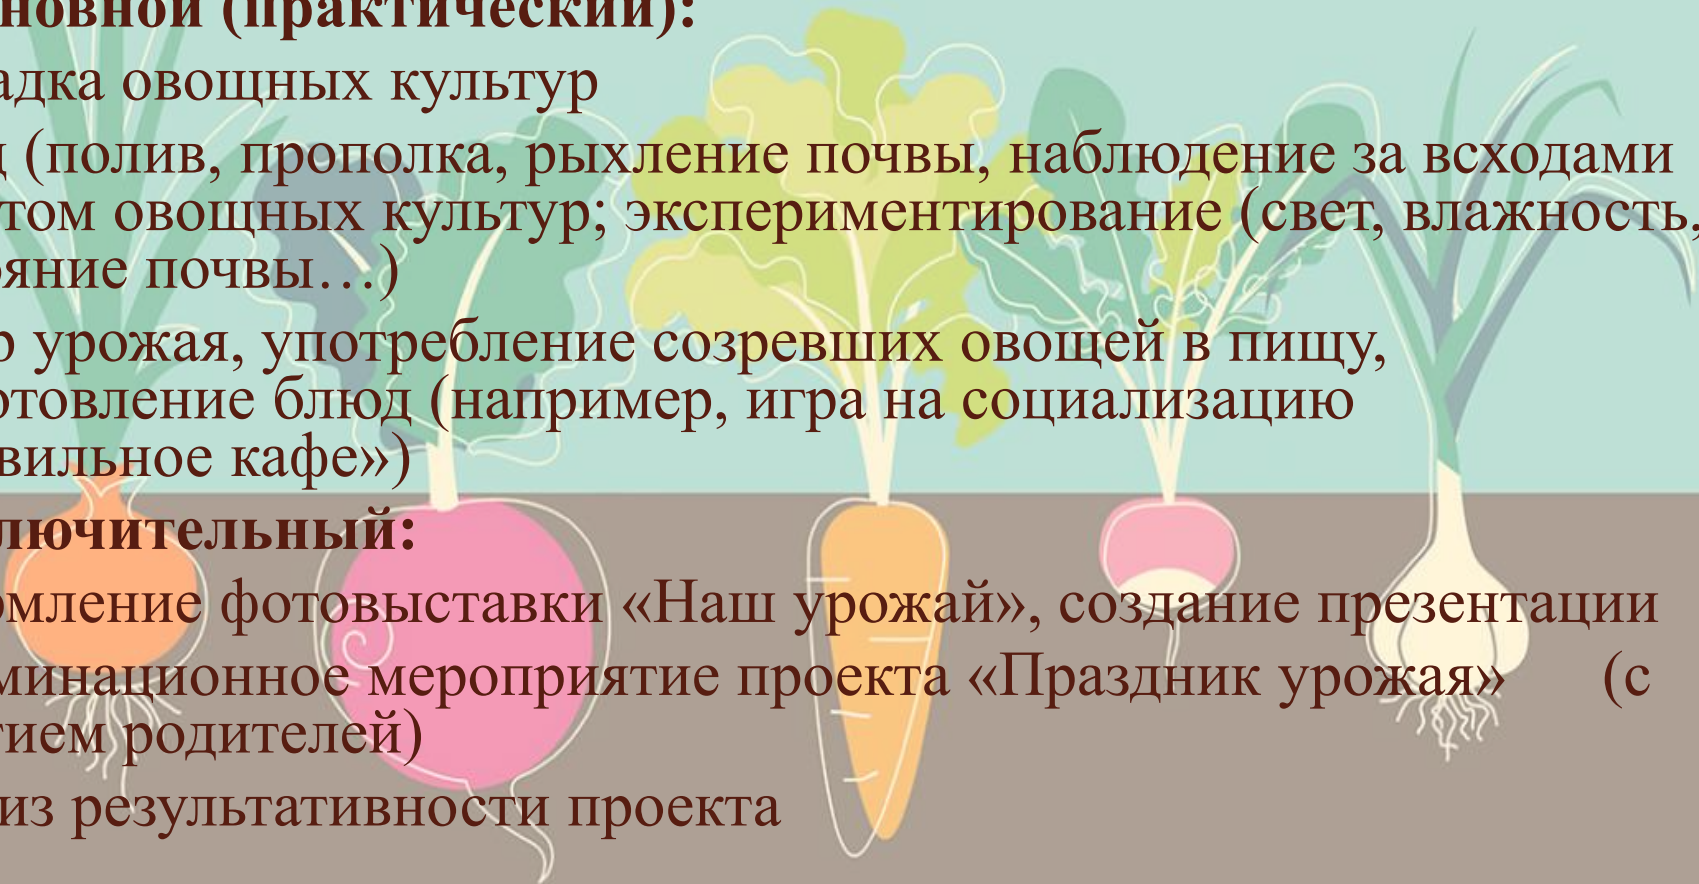 новной (практический):
адка овощных культур
д (полив, прополка, рыхление почвы, наблюдение за всходами
том овощных культур; экспериментирование (свет, влажность,
яние почвы…)
р урожая, употребление созревших овощей в пищу,
отовление блюд (например, игра на социализацию
вильное кафе»)
лючительный:
омление фотовыставки «Наш урожай», создание презентации
минационное мероприятие проекта «Праздник урожая» (с
тием родителей)
из результативности проекта